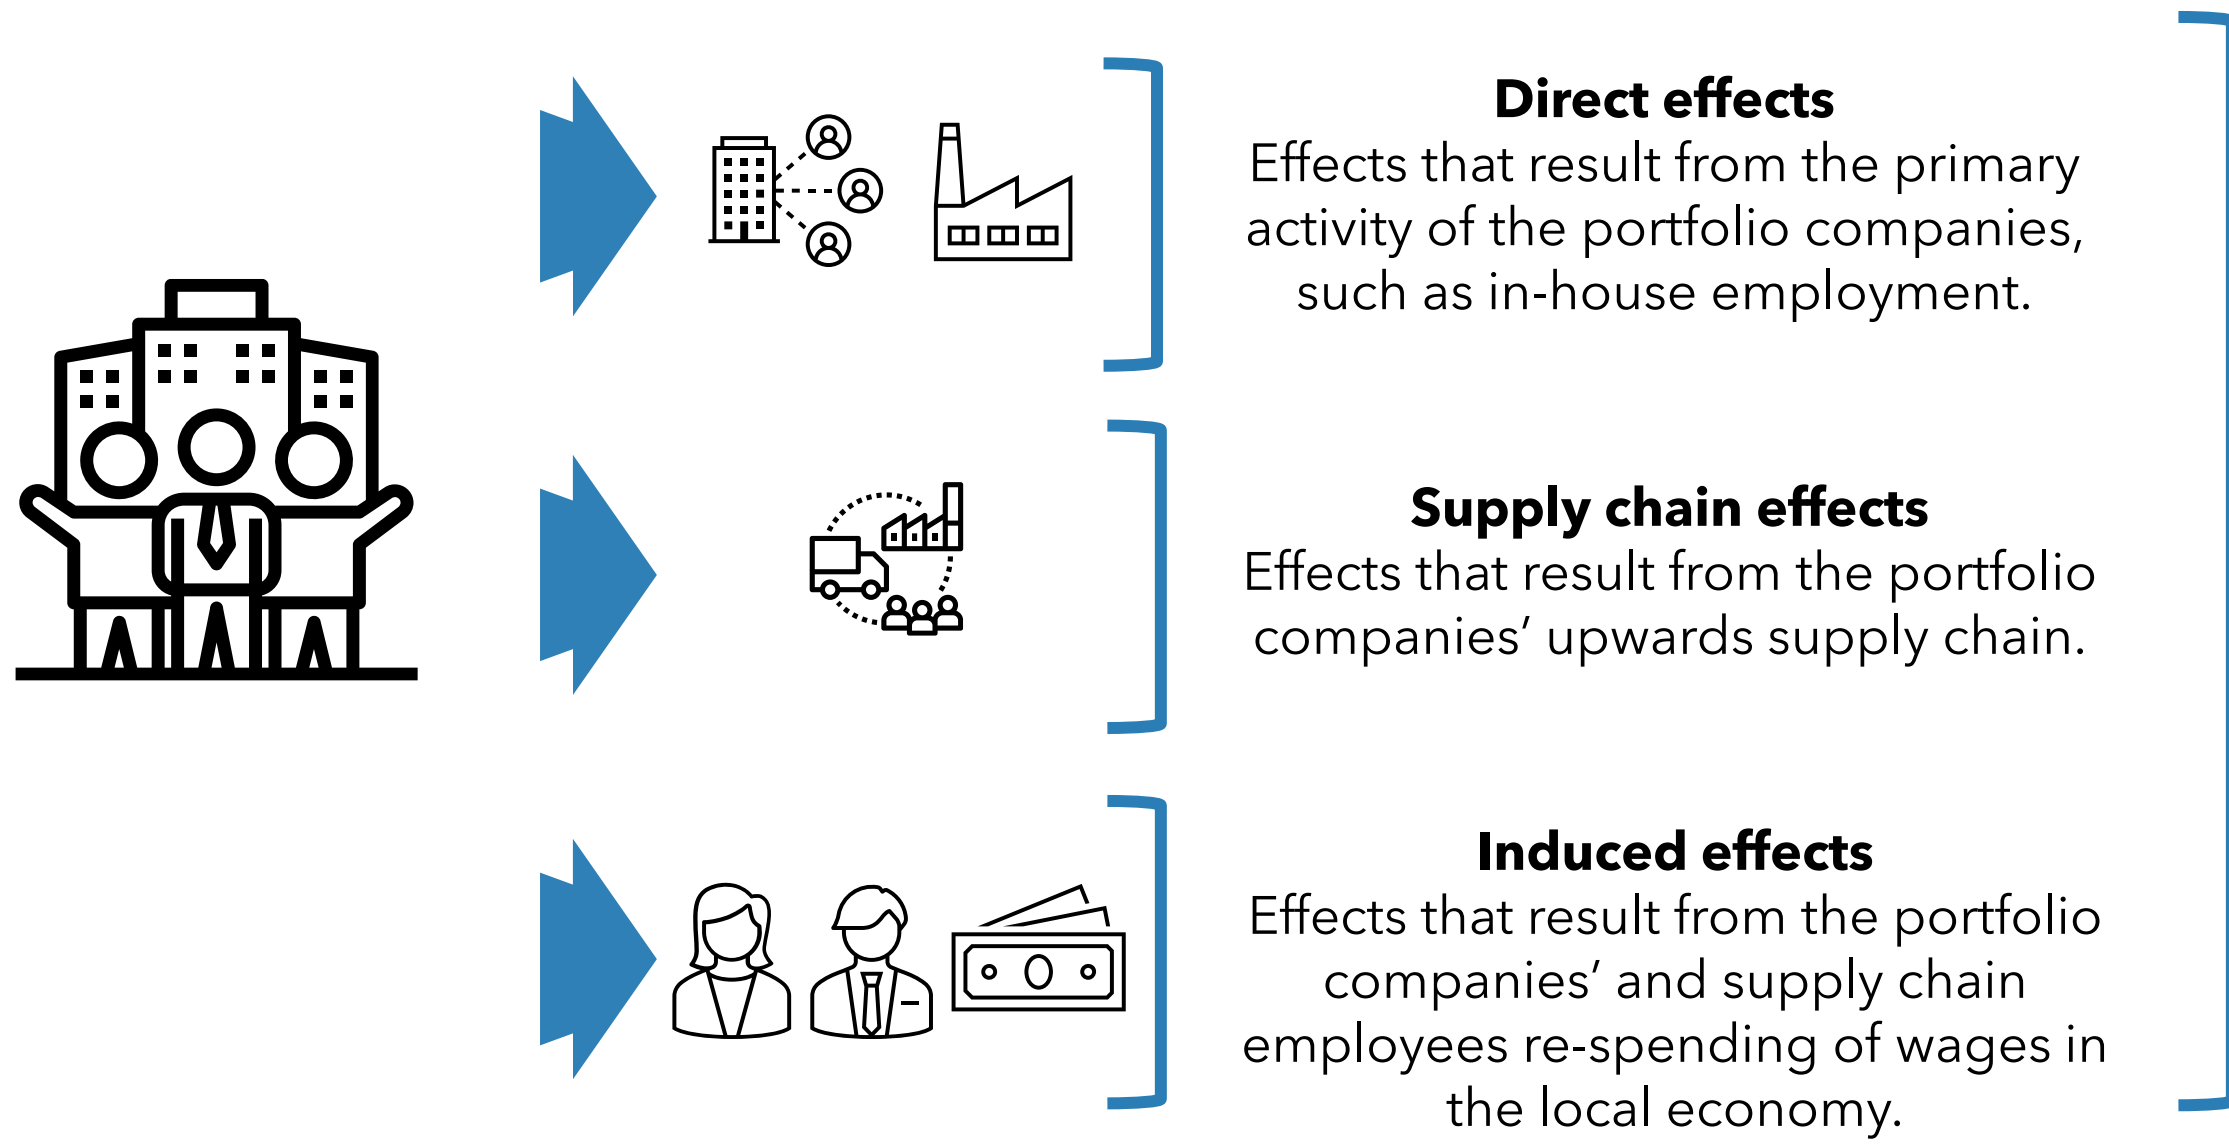 Direct effects
Effects that result from the primary
activity of the portfolio companies,
such as in-house employment.
Supply chain effects
Effects that result from the portfolio
companies’ upwards supply chain.
Induced effects
Effects that result from the portfolio
companies’ and supply chain
employees re-spending of wages in
the local economy.